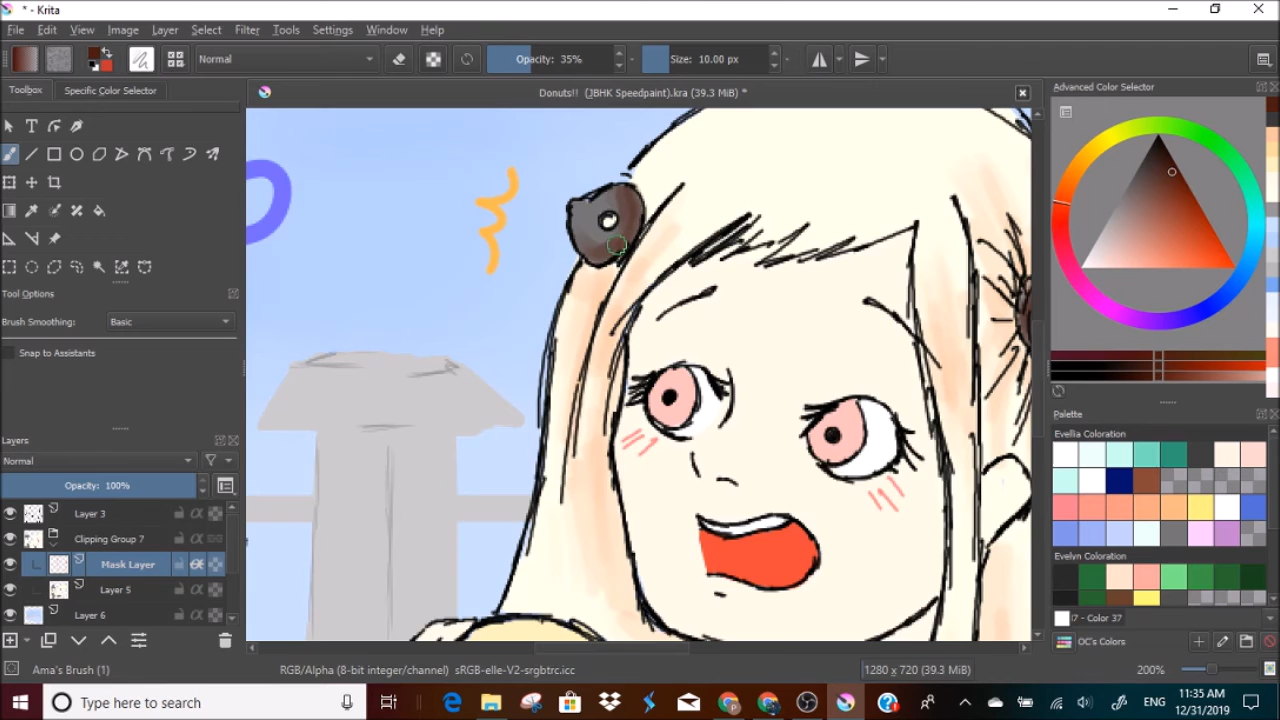 * - Krita
File Edit View Image Layer Select Filter Tools Settings Window Help
Normal Opacity: 35% Size: 10.00 px
Toolbox Specific Color Selector
Donuts!! (JBHK Speedpaint).kra (39.3 MiB) *
Advanced Color Selector
Tool Options
Brush Smoothing: Basic
Snap to Assistants
Layers
Normal
Opacity: 100%
Layer 3
Clipping Group 7
Mask Layer
Layer 5
Layer 6
Palette
Evellia Coloration
Evelyn Coloration
i7 - Color 37
OC's Colors
Ama's Brush (1)
RGB/Alpha (8-bit integer/channel) sRGB-elle-V2-srgbtrc.icc
1280 x 720 (39.3 MiB)
200%
Type here to search
ENG
11:35 AM
12/31/2019